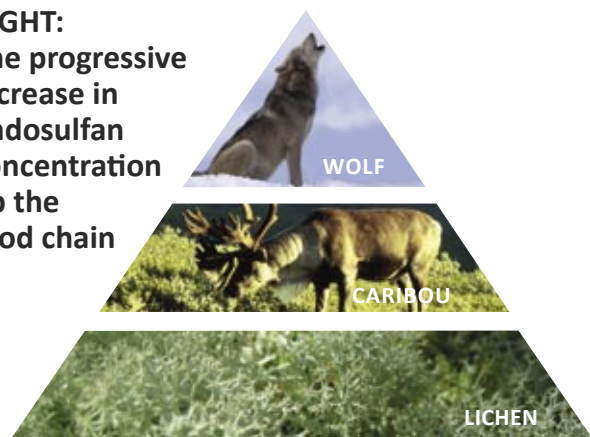 GHT:
he progressive
crease in
ndosulfan
oncentration
p the
od chain
WOLF
CARIBOU
LICHEN